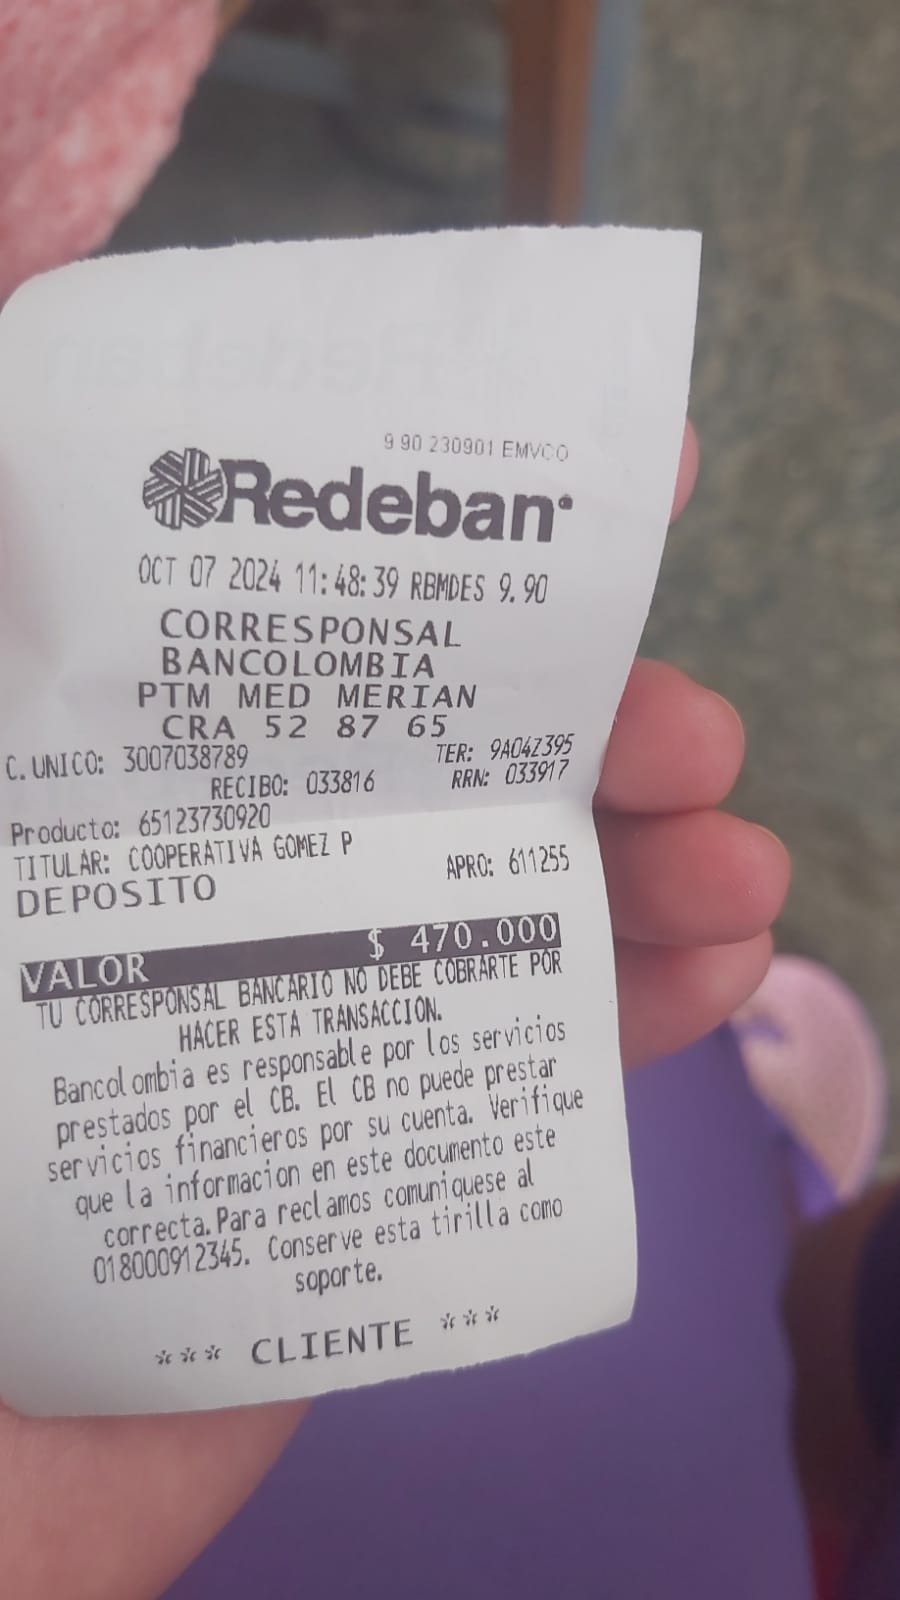 9 90 230901 EMVCO
Redeban
OCT 07 2024 11:48:39 RBMDES 9.90
CORRESPONSAL
BANCOLOMBIA
PTM MED MERIAN
CRA 52 87 65
C. UNICO: 3007038789 TER: 9A04Z395
RECIBO: 033816 RRN: 033917
Producto: 65123730920
TITULAR: COOPERATIVA GOMEZ P
DEPOSITO APRO: 611255
VALOR $ 470.000
TU CORRESPONSAL BANCARIO NO DEBE COBRARTE POR
HACER ESTA TRANSACCION.
Bancolombia es responsable por los servicios
prestados por el CB. El CB no puede prestar
servicios financieros por su cuenta. Verifique
que la informacion en este documento este
correcta. Para reclamos comuniquese al
018000912345. Conserve esta tirilla como
soporte.
*** CLIENTE ***